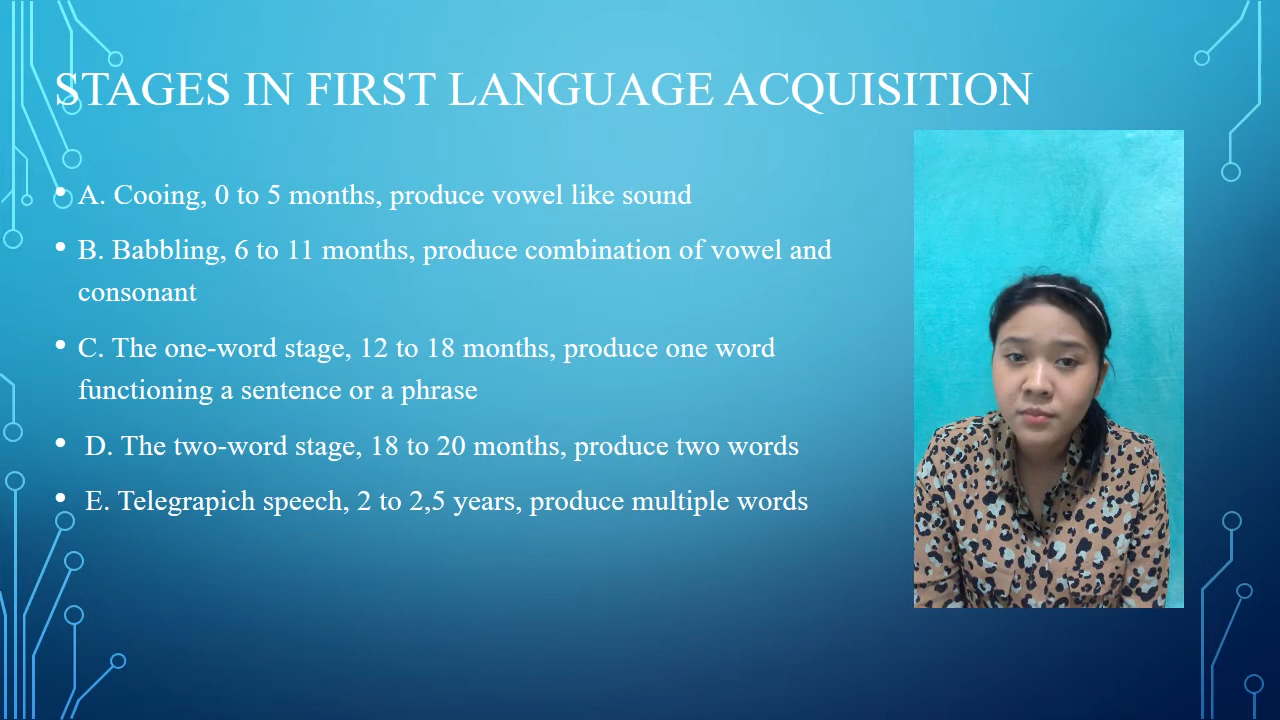 STAGES IN FIRST LANGUAGE ACQUISITION
• A. Cooing, 0 to 5 months, produce vowel like sound
• B. Babbling, 6 to 11 months, produce combination of vowel and
consonant
• C. The one-word stage, 12 to 18 months, produce one word
functioning a sentence or a phrase
• D. The two-word stage, 18 to 20 months, produce two words
• E. Telegrapich speech, 2 to 2,5 years, produce multiple words